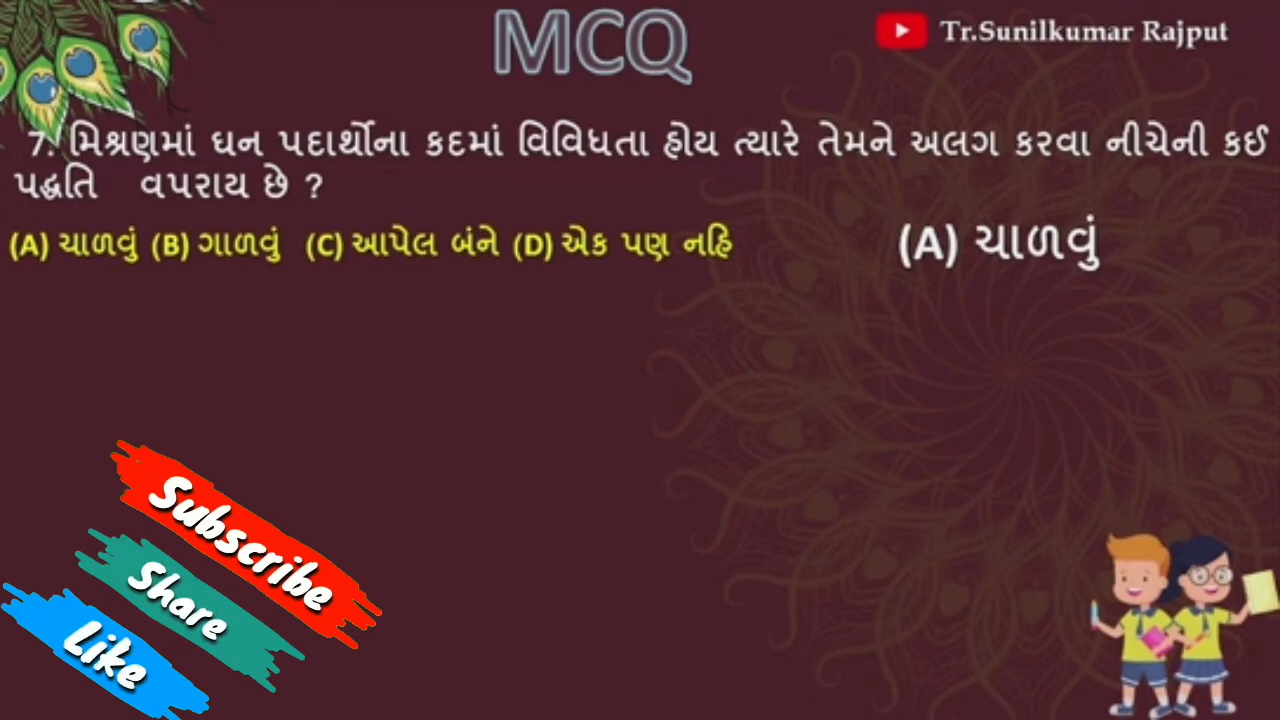 MCQ
Tr.Sunilkumar Rajput
7. મિશ્રણમાં ઘન પદાર્થોના કદમાં વિવિધતા હોય ત્યારે તેમને અલગ કરવા નીચેની કઈ
પદ્ધતિ વપરાય છે ?
(A) ચાળવું (B) ગાળવું (C) આપેલ બંને (D) એક પણ નહિ
(A) ચાળવું
Subscribe
Share
Like